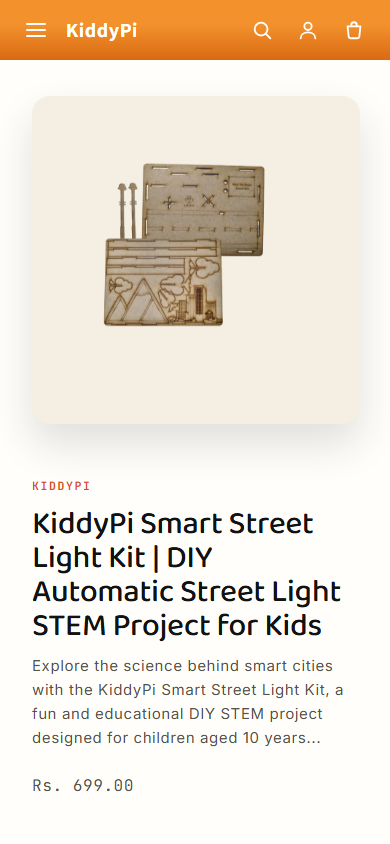 KiddyPi
KIDDYPI
KiddyPi Smart Street
Light Kit | DIY
Automatic Street Light
STEM Project for Kids
Explore the science behind smart cities
with the KiddyPi Smart Street Light Kit, a
fun and educational DIY STEM project
designed for children aged 10 years...
Rs. 699.00